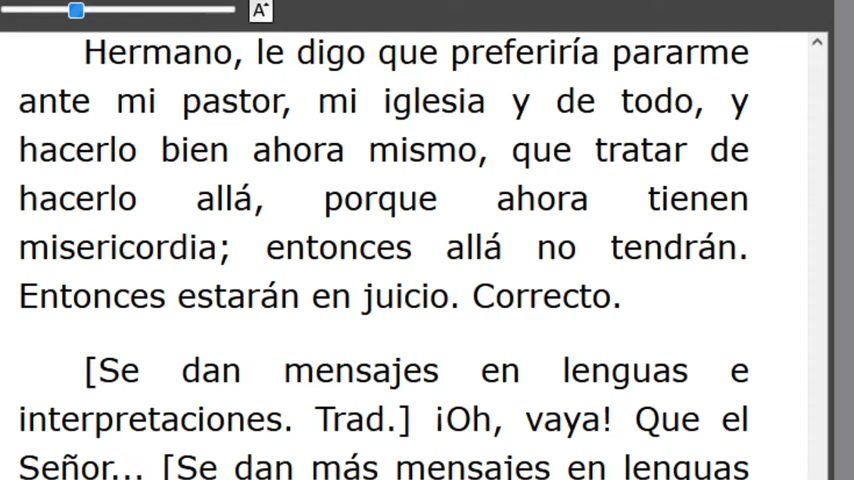 A
Hermano, le digo que preferiría pararme
ante mi pastor, mi iglesia y de todo, y
hacerlo bien ahora mismo, que tratar de
hacerlo allá, porque ahora tienen
misericordia; entonces allá no tendrán.
Entonces estarán en juicio. Correcto.
[Se dan mensajes en lenguas e
interpretaciones. Trad.] ¡Oh, vaya! Que el
Señor... [Se dan más mensajes en lenguas